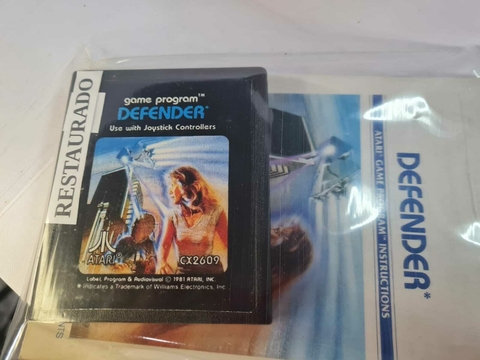 RESTAURADO
game program™
DEFENDER*
Use with Joystick Controllers
ATARI®
CX2609
Label, Program & Audiovisual © 1981 ATARI, INC
* Indicates a Trademark of Williams Electronics, Inc
DEFENDER*
ATARI® GAME PROGRAM™ INSTRUCTIONS